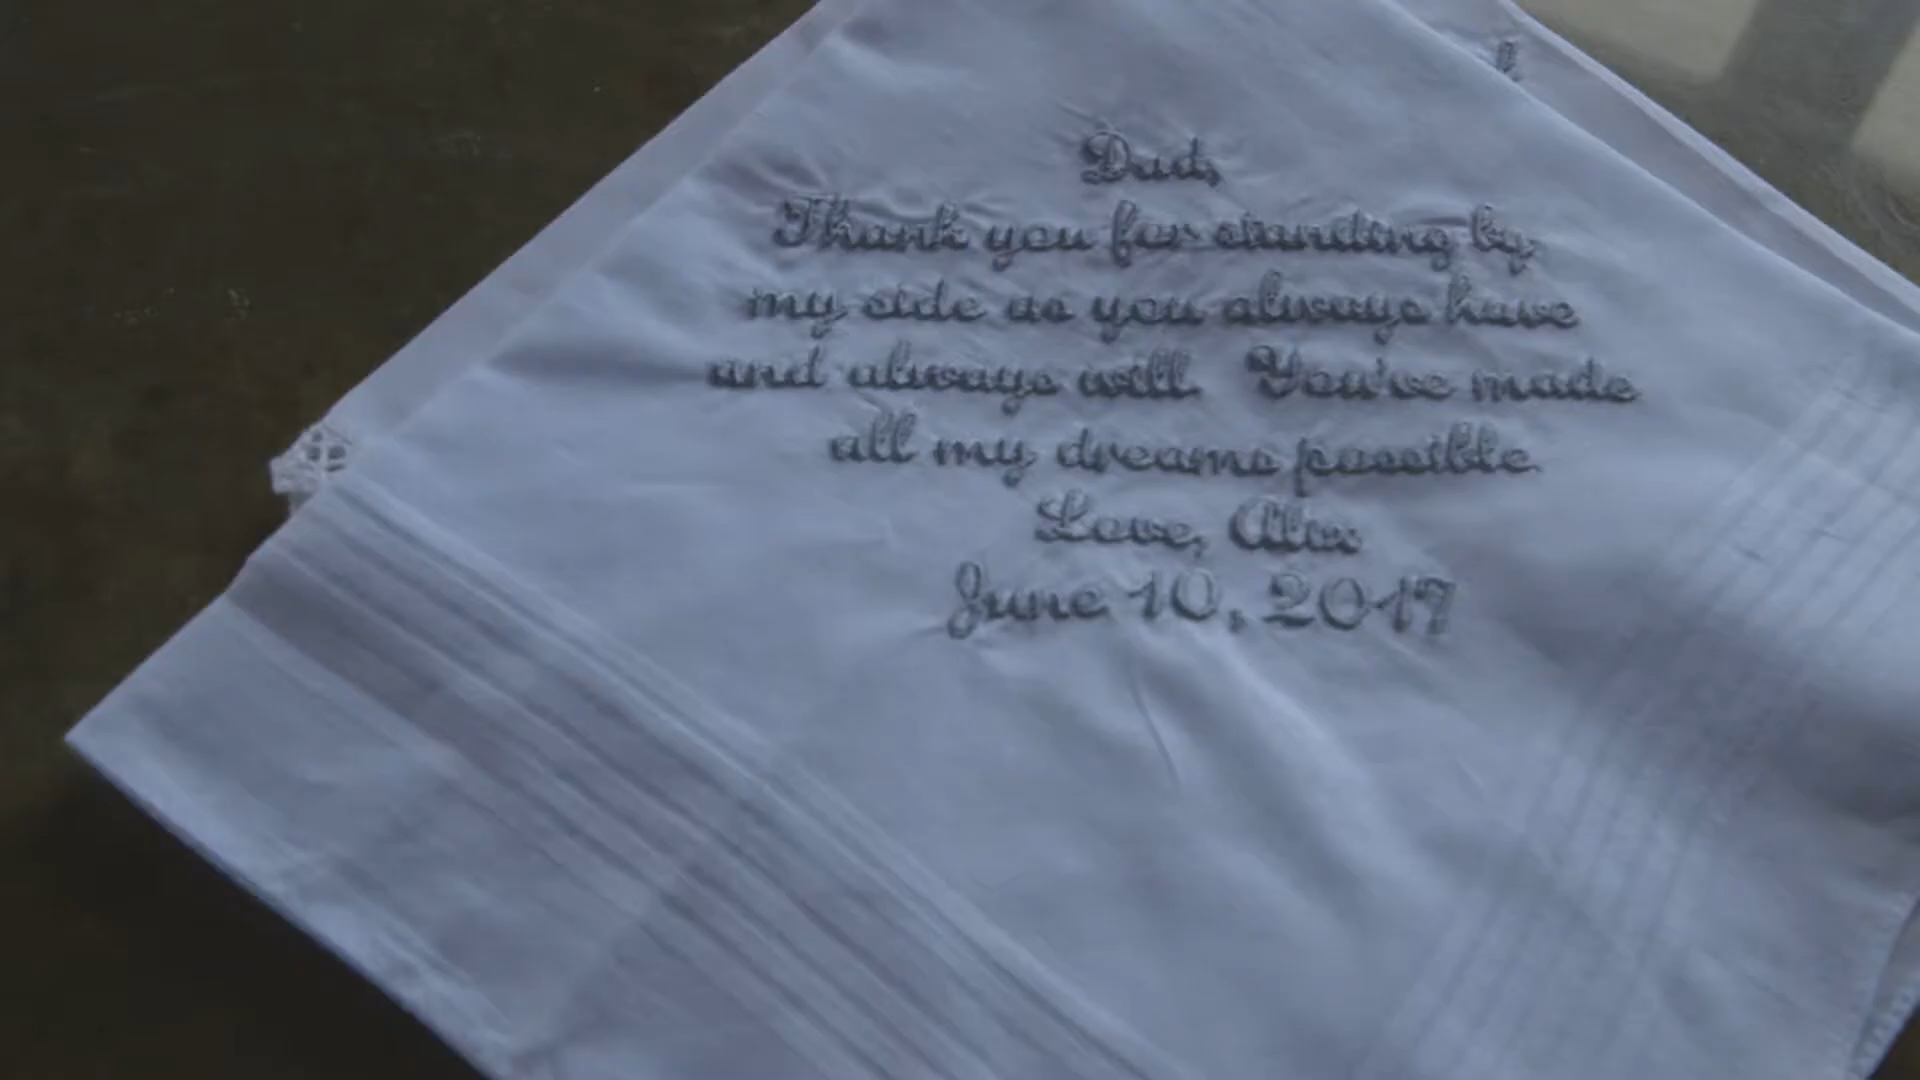 Dad,
Thank you for standing by
my side as you always have
and always will. You've made
all my dreams possible.
Love, Alex
June 10, 2017